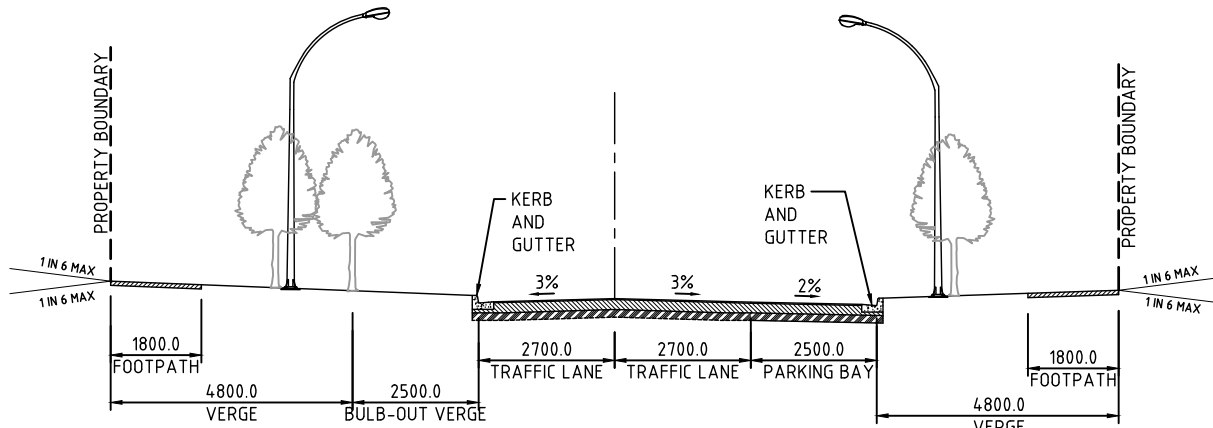 PROPERTY BOUNDARY
PROPERTY BOUNDARY
KERB
AND
GUTTER
KERB
AND
GUTTER
1 IN 6 MAX
1 IN 6 MAX
3%
3%
2%
1 IN 6 MAX
1 IN 6 MAX
1800.0
FOOTPATH
2700.0
TRAFFIC LANE
2700.0
TRAFFIC LANE
2500.0
PARKING BAY
1800.0
FOOTPATH
4800.0
VERGE
2500.0
BULB-OUT VERGE
4800.0
VERGE